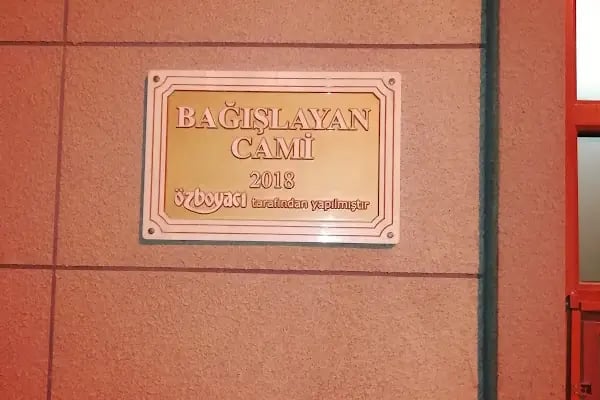 BAĞIŞLAYAN
CAMİ
2018
özboyacı tarafından yapılmıştır